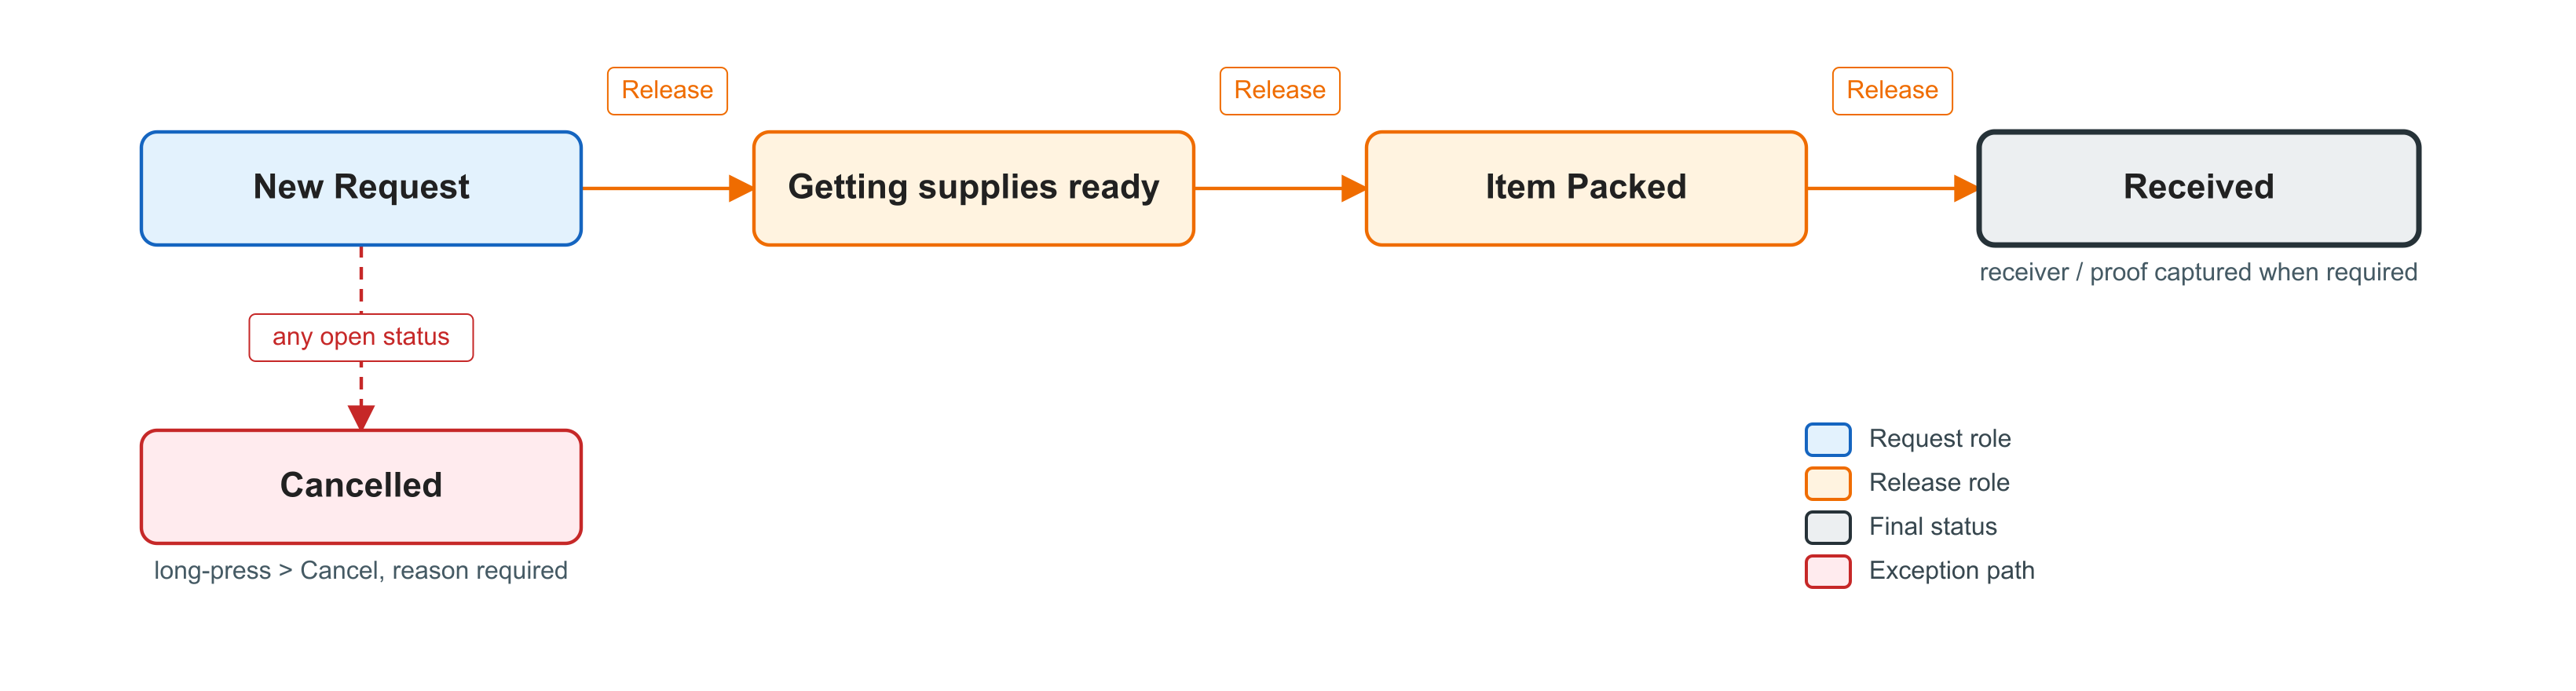 Release
Release
Release
New Request
Getting supplies ready
Item Packed
Received
receiver / proof captured when required
any open status
Cancelled
long-press > Cancel, reason required
Request role
Release role
Final status
Exception path